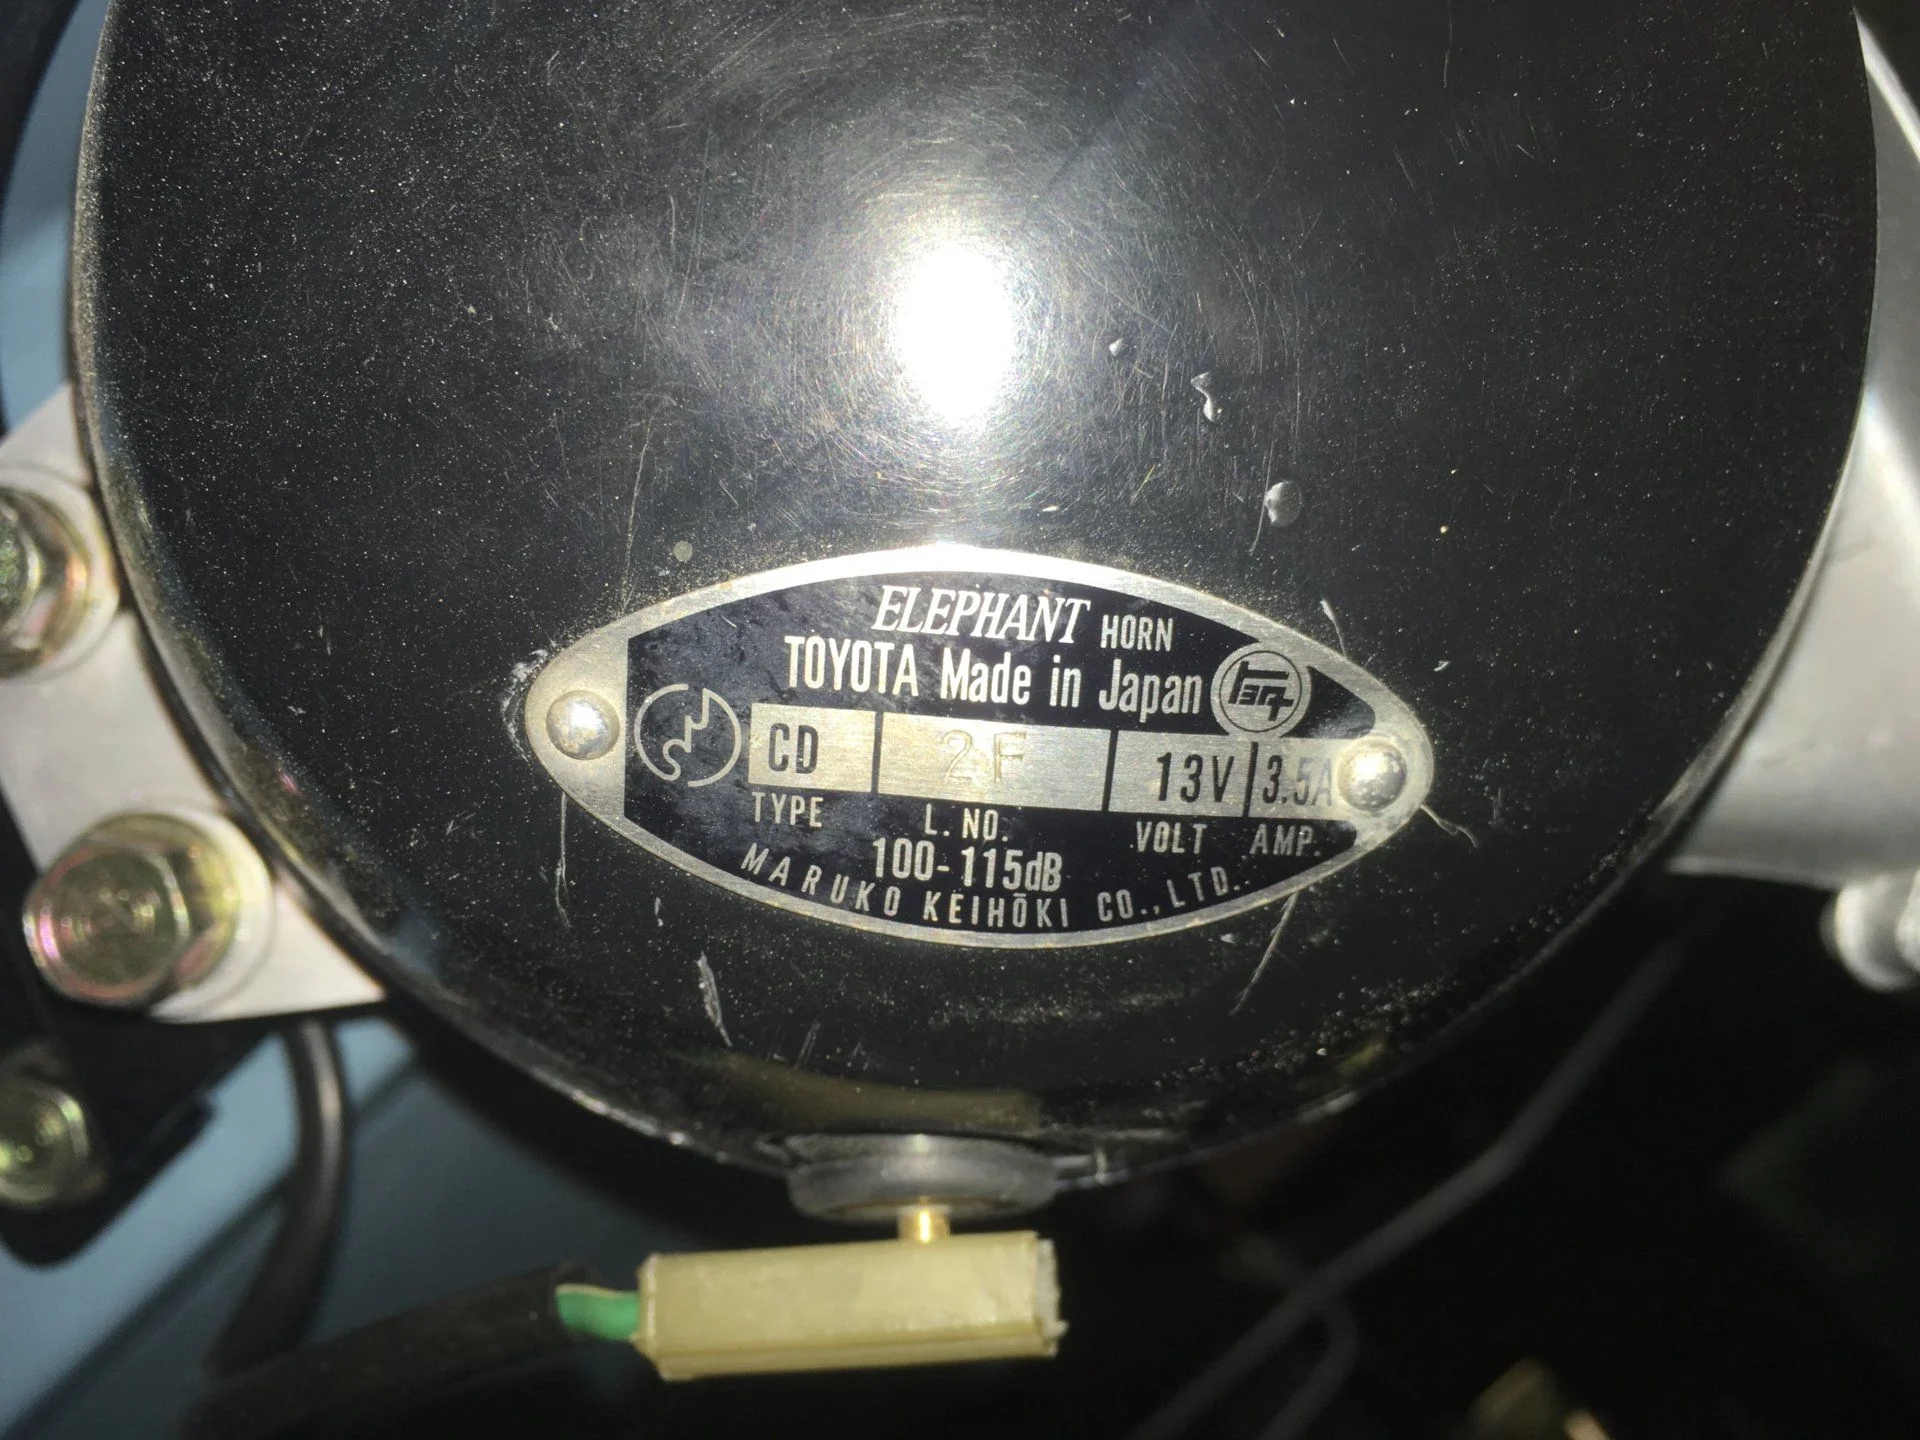 ELEPHANT HORN
TOYOTA Made in Japan
CD 2F 13V 3.5A
TYPE L. NO. VOLT AMP.
100-115dB
MARUKO KEIHŌKI CO., LTD.